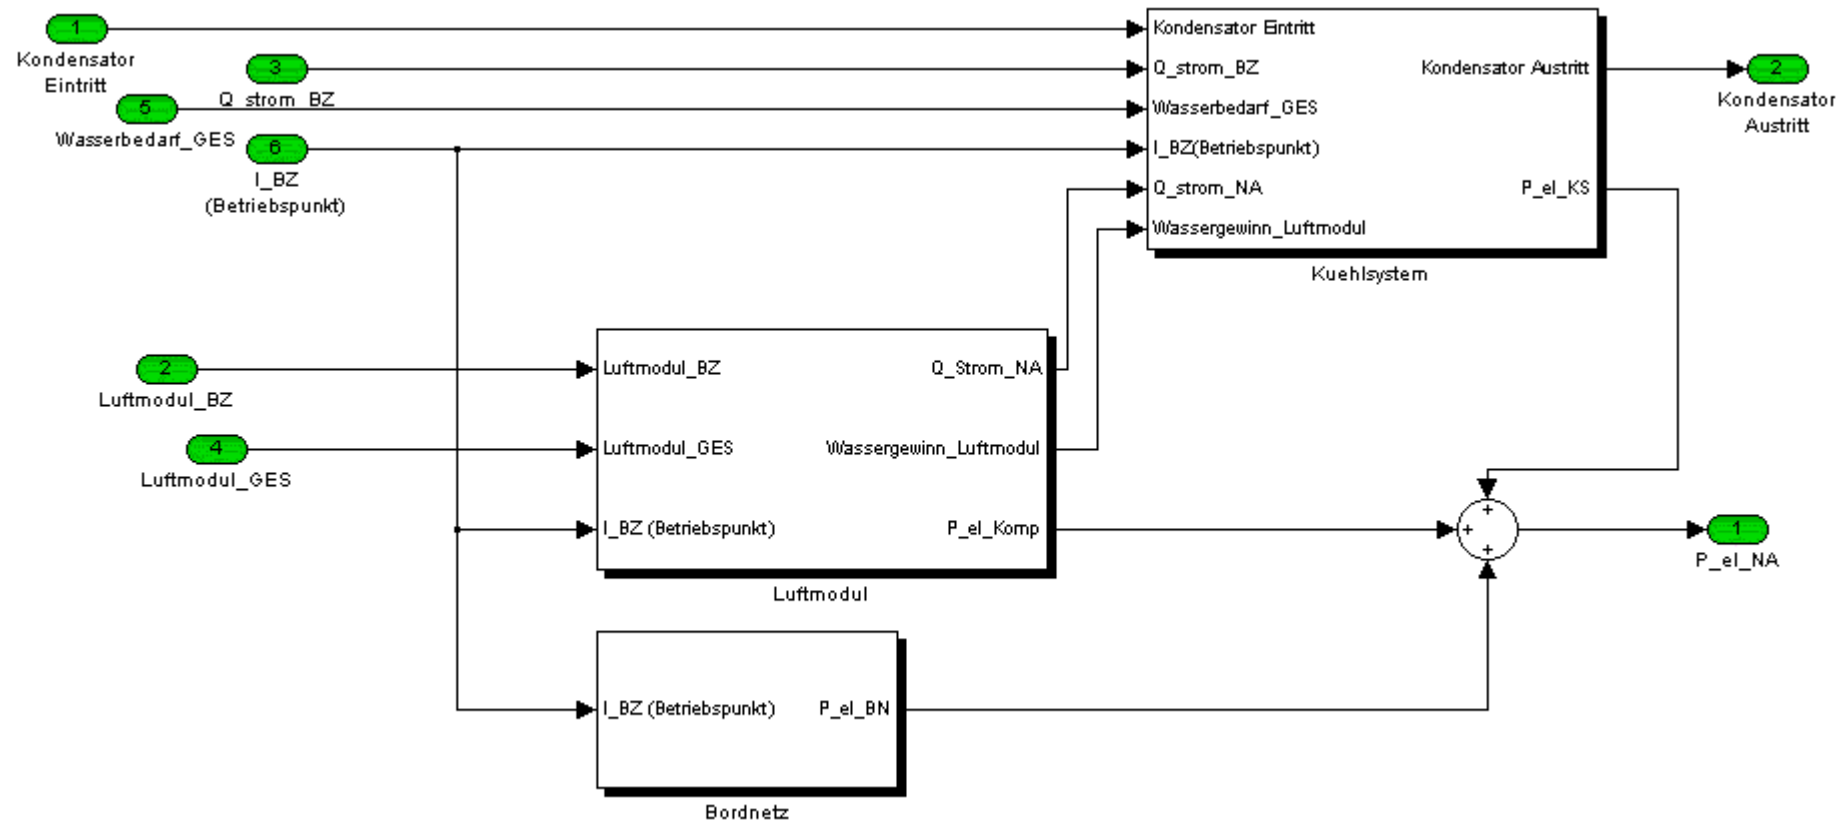 1
Kondensator
Eintritt
3
Q_strom_BZ
5
Wasserbedarf_GES
6
I_BZ
(Betriebspunkt)
Kondensator Eintritt
Q_strom_BZ
Wasserbedarf_GES
I_BZ(Betriebspunkt)
Q_strom_NA
Wassergewinn_Luftmodul
Kondensator Austritt
P_el_KS
Kuehlsystem
2
Kondensator
Austritt
2
Luftmodul_BZ
4
Luftmodul_GES
Luftmodul_BZ
Luftmodul_GES
I_BZ (Betriebspunkt)
Q_Strom_NA
Wassergewinn_Luftmodul
P_el_Komp
Luftmodul
+
+
+
1
P_el_NA
I_BZ (Betriebspunkt)
P_el_BN
Bordnetz